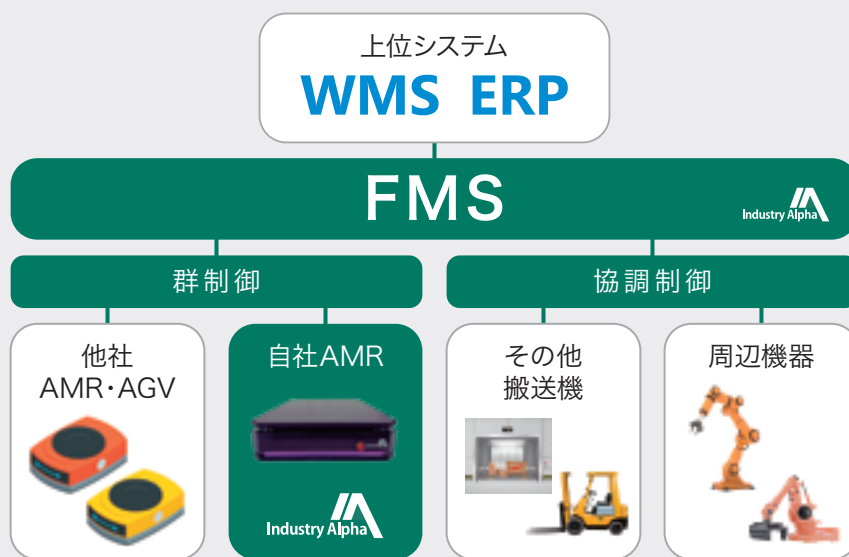 上位システム
WMS ERP
FMS
Industry Alpha
群制御
協調制御
他社
AMR・AGV
自社AMR
Industry Alpha
その他
搬送機
周辺機器